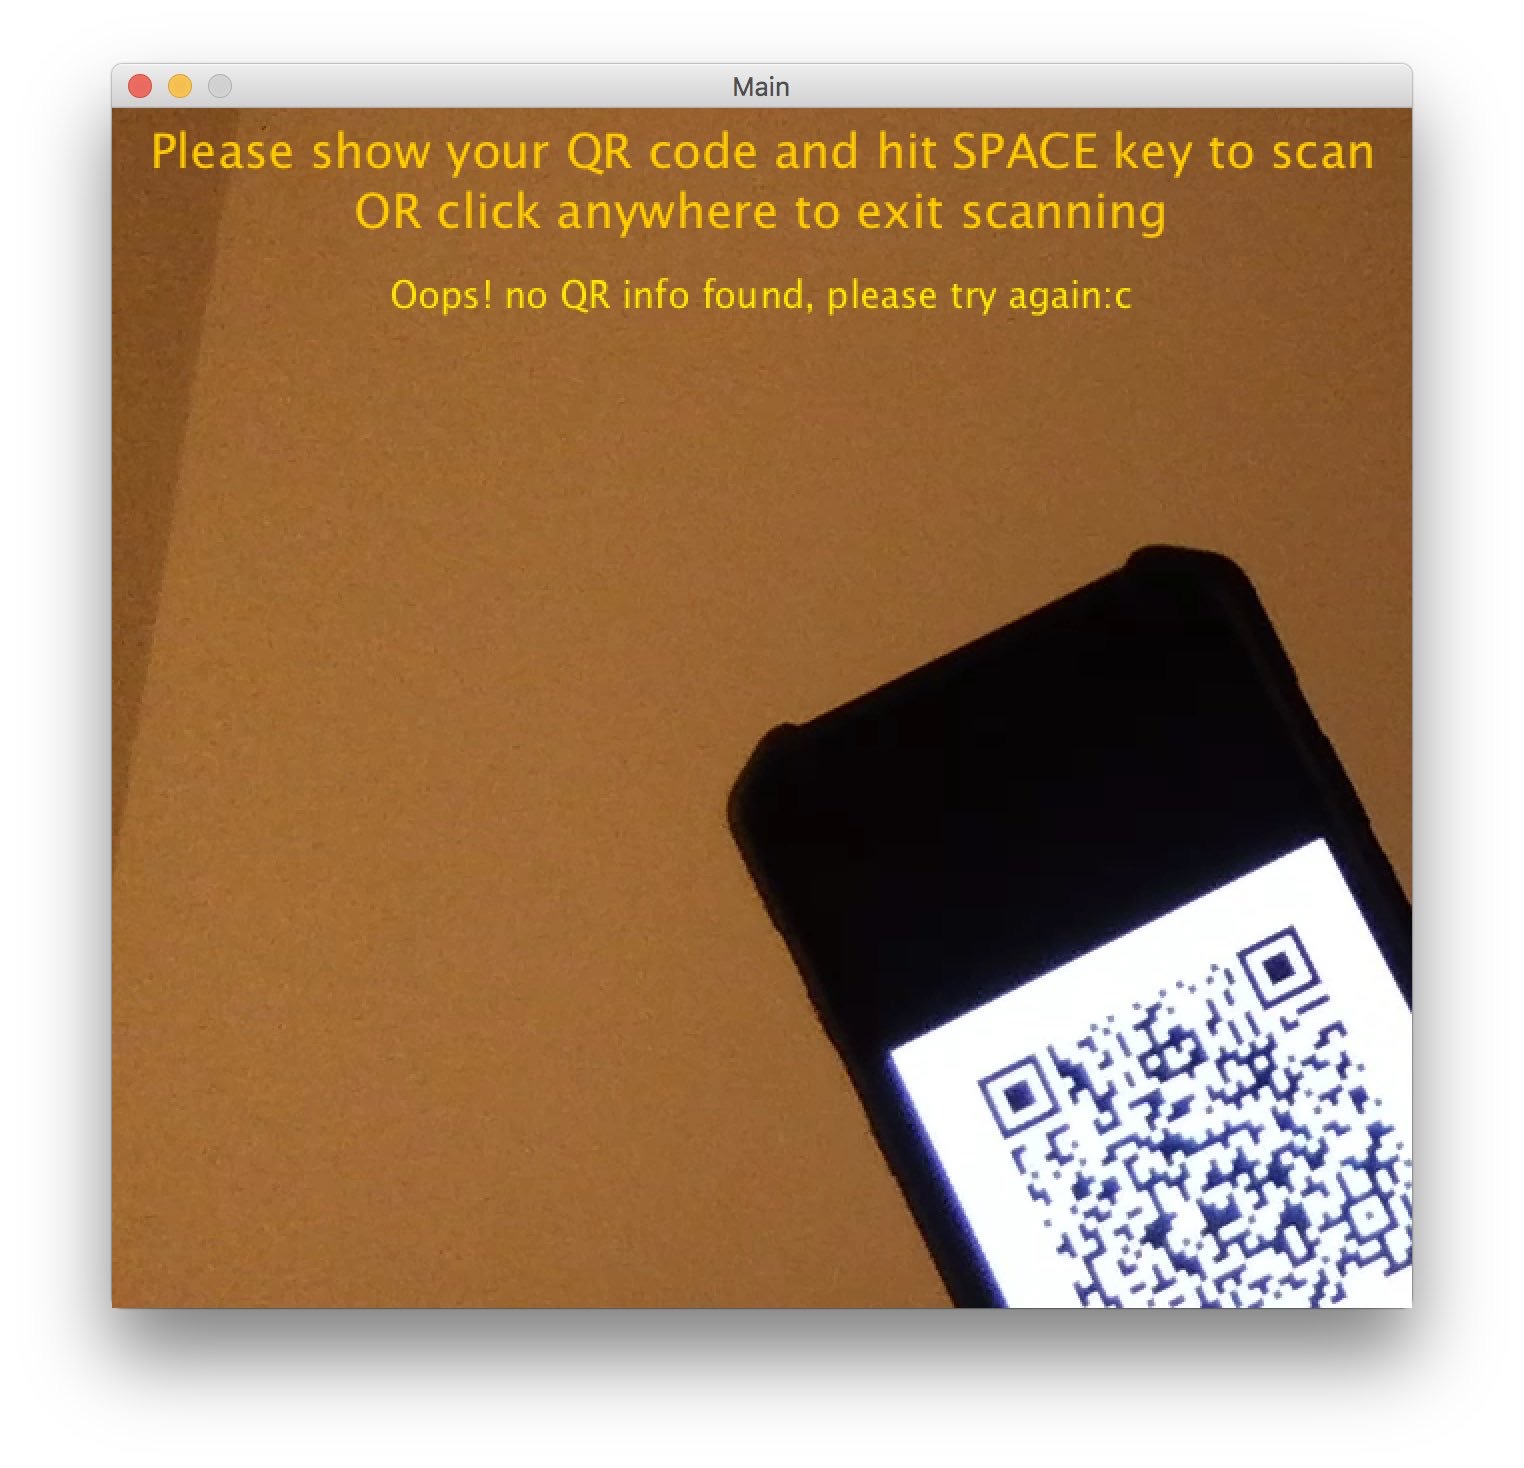 Main
Please show your QR code and hit SPACE key to scan
OR click anywhere to exit scanning
Oops! no QR info found, please try again:c